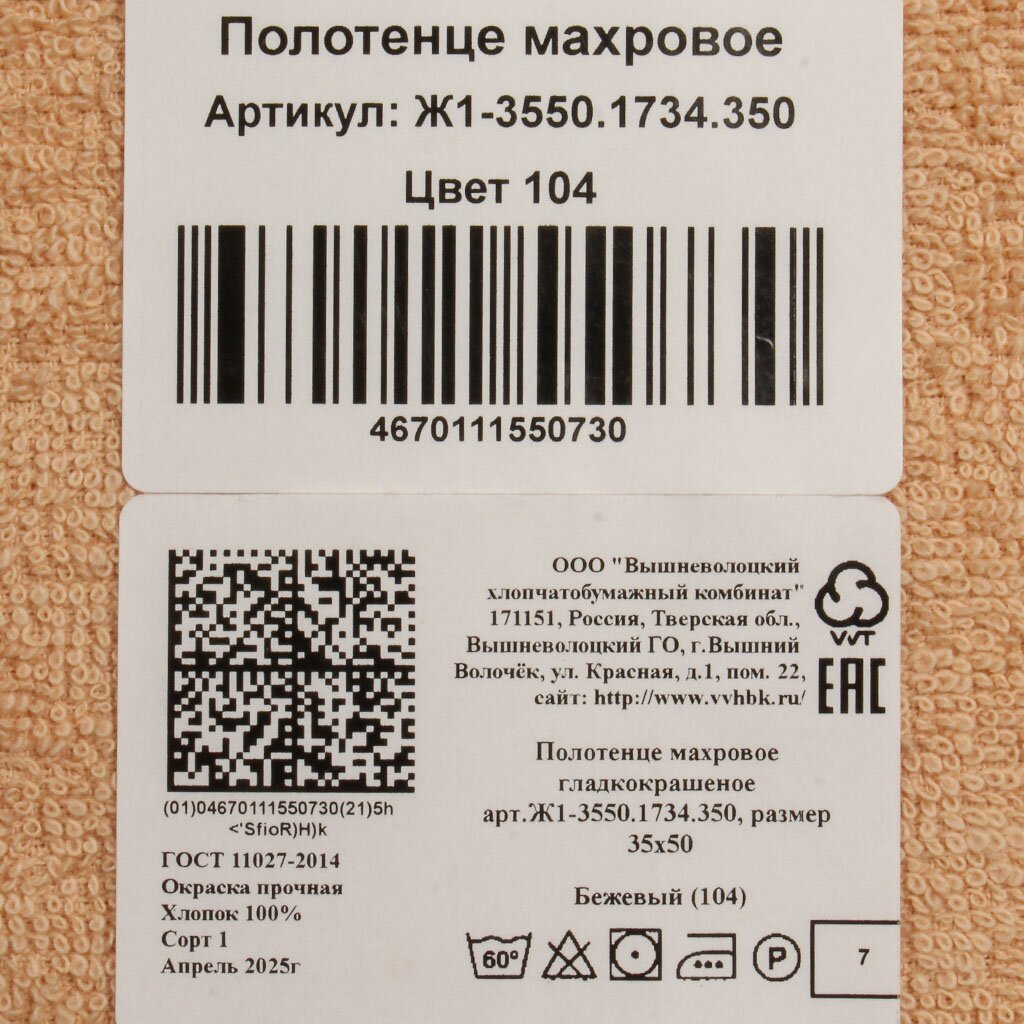 Полотенце махровое
Артикул: Ж1-3550.1734.350
Цвет 104
4670111550730
ООО "Вышневолоцкий
хлопчатобумажный комбинат"
171151, Россия, Тверская обл.,
Вышневолоцкий ГО, г.Вышний
Волочёк, ул. Красная, д.1, пом. 22,
сайт: http://www.vvhbk.ru/
VVT
EAC
Полотенце махровое
гладкокрашеное
арт.Ж1-3550.1734.350, размер
35х50
Бежевый (104)
(01)04670111550730(21)5h
<'SfioR)H)k
ГОСТ 11027-2014
Окраска прочная
Хлопок 100%
Сорт 1
Апрель 2025г
60°
P
7